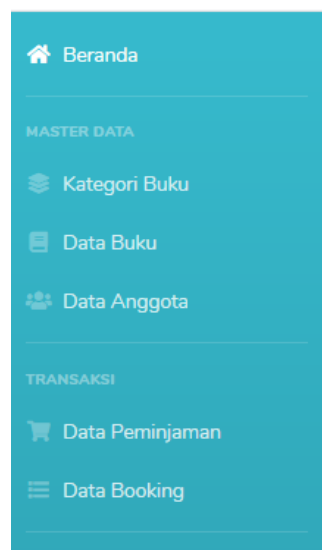 Beranda
MASTER DATA
Kategori Buku
Data Buku
Data Anggota
TRANSAKSI
Data Peminjaman
Data Booking